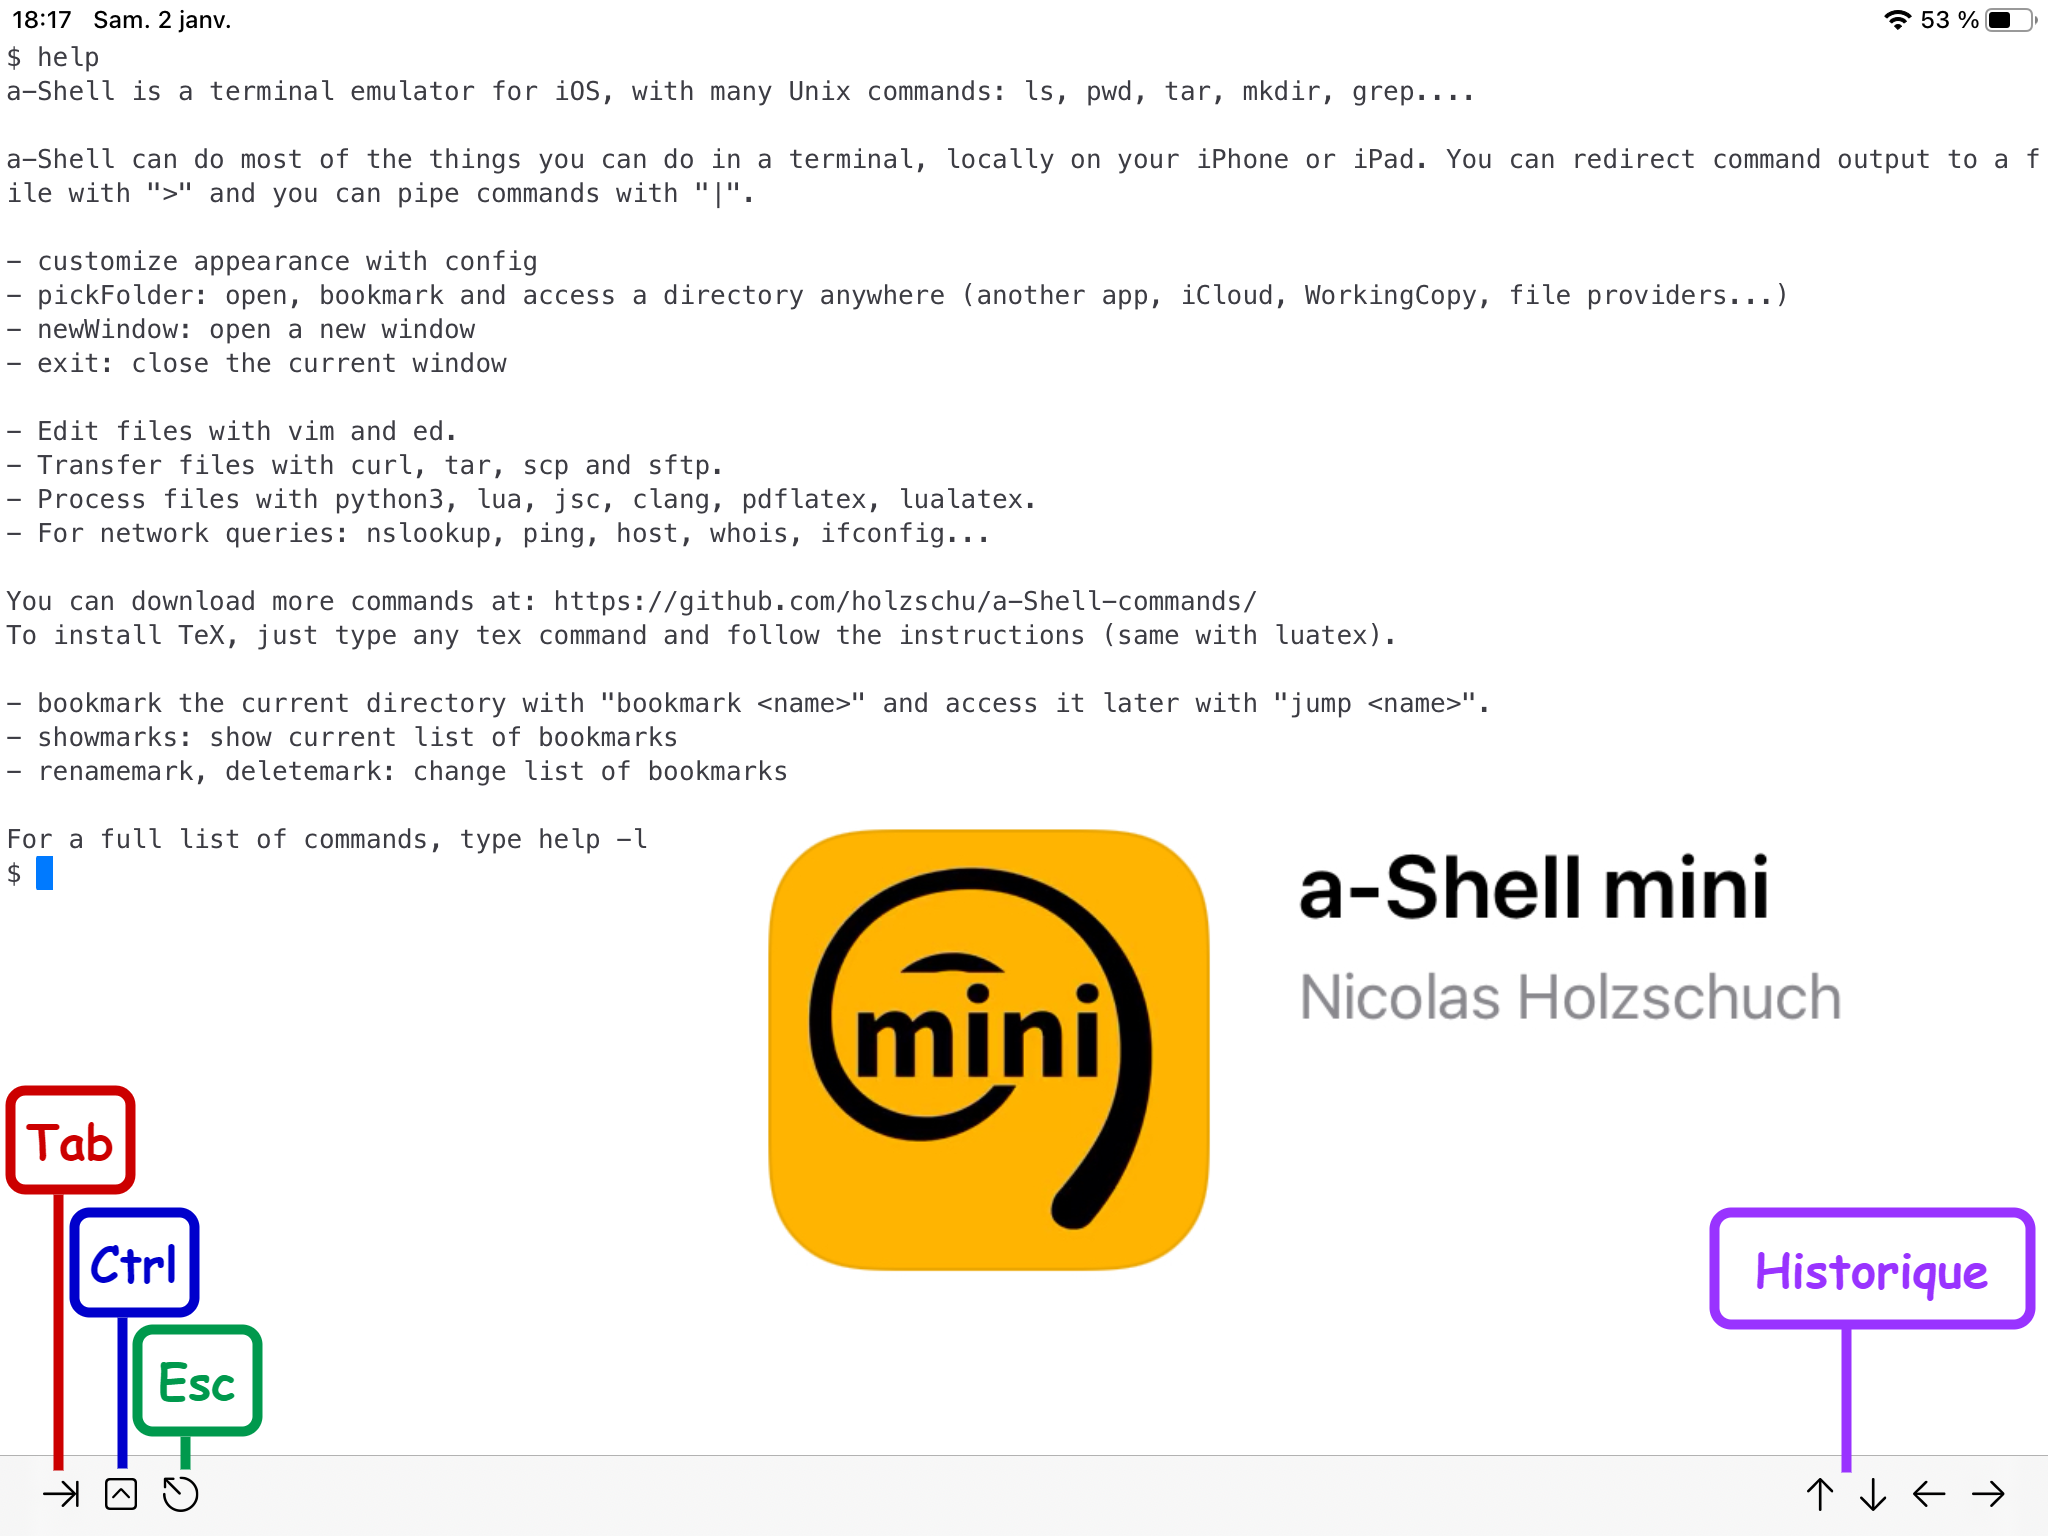 18:17 Sam. 2 janv. 53 %
$ help
a-Shell is a terminal emulator for iOS, with many Unix commands: ls, pwd, tar, mkdir, grep....
a-Shell can do most of the things you can do in a terminal, locally on your iPhone or iPad. You can redirect command output to a f
ile with ">" and you can pipe commands with "|".
- customize appearance with config
- pickFolder: open, bookmark and access a directory anywhere (another app, iCloud, WorkingCopy, file providers...)
- newWindow: open a new window
- exit: close the current window
- Edit files with vim and ed.
- Transfer files with curl, tar, scp and sftp.
- Process files with python3, lua, jsc, clang, pdflatex, lualatex.
- For network queries: nslookup, ping, host, whois, ifconfig...
You can download more commands at: https://github.com/holzschu/a-Shell-commands/
To install TeX, just type any tex command and follow the instructions (same with luatex).
- bookmark the current directory with "bookmark <name>" and access it later with "jump <name>".
- showmarks: show current list of bookmarks
- renamemark, deletemark: change list of bookmarks
For a full list of commands, type help -l
$
mini
a-Shell mini
Nicolas Holzschuch
Tab
Ctrl
Esc
Historique